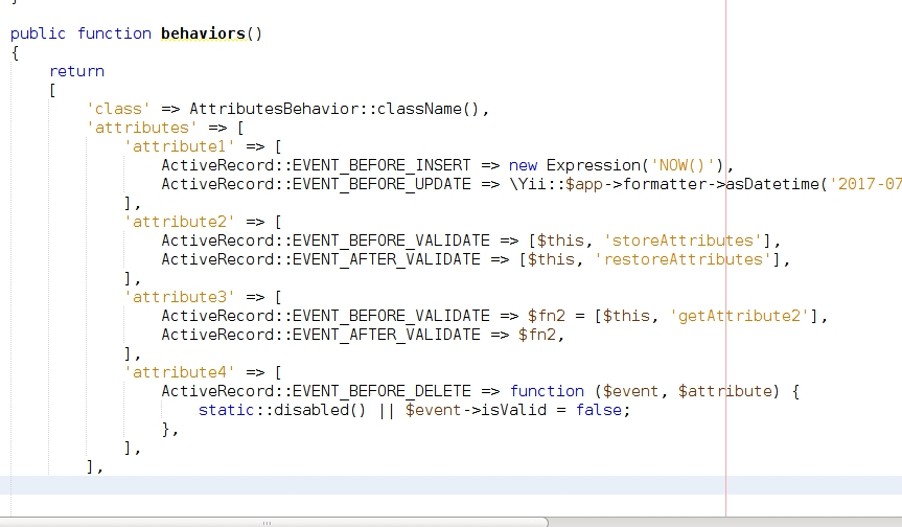 }
public function behaviors()
{
return
[
'class' => AttributesBehavior::className(),
'attributes' => [
'attribute1' => [
ActiveRecord::EVENT_BEFORE_INSERT => new Expression('NOW()'),
ActiveRecord::EVENT_BEFORE_UPDATE => \Yii::$app->formatter->asDatetime('2017-07
],
'attribute2' => [
ActiveRecord::EVENT_BEFORE_VALIDATE => [$this, 'storeAttributes'],
ActiveRecord::EVENT_AFTER_VALIDATE => [$this, 'restoreAttributes'],
],
'attribute3' => [
ActiveRecord::EVENT_BEFORE_VALIDATE => $fn2 = [$this, 'getAttribute2'],
ActiveRecord::EVENT_AFTER_VALIDATE => $fn2,
],
'attribute4' => [
ActiveRecord::EVENT_BEFORE_DELETE => function ($event, $attribute) {
static::disabled() || $event->isValid = false;
},
],
],